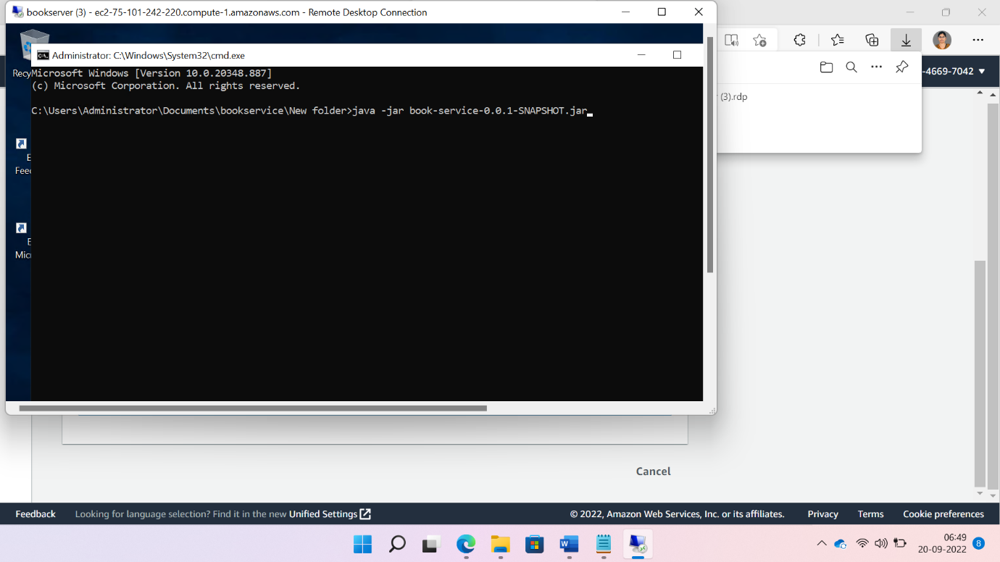 bookserver (3) - ec2-75-101-242-220.compute-1.amazonaws.com - Remote Desktop Connection
Administrator: C:\Windows\System32\cmd.exe
Recy
Microsoft Windows [Version 10.0.20348.887]
(c) Microsoft Corporation. All rights reserved.
C:\Users\Administrator\Documents\bookservice\New folder>java -jar book-service-0.0.1-SNAPSHOT.jar
E
Feed
E
Micr
-4669-7042
(3).rdp
Cancel
Feedback
Looking for language selection? Find it in the new Unified Settings
© 2022, Amazon Web Services, Inc. or its affiliates.
Privacy
Terms
Cookie preferences
06:49
20-09-2022
8